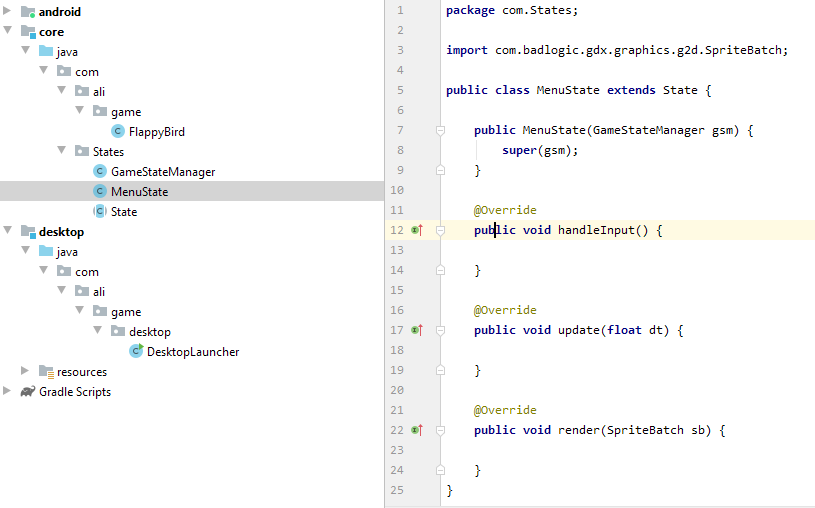 android
core
java
com
ali
game
FlappyBird
States
GameStateManager
MenuState
State
desktop
java
com
ali
game
desktop
DesktopLauncher
resources
Gradle Scripts
1 package com.States;
2
3 import com.badlogic.gdx.graphics.g2d.SpriteBatch;
4
5 public class MenuState extends State {
6
7 public MenuState(GameStateManager gsm) {
8 super(gsm);
9 }
10
11 @Override
12 public void handleInput() {
13
14 }
15
16 @Override
17 public void update(float dt) {
18
19 }
20
21 @Override
22 public void render(SpriteBatch sb) {
23
24 }
25 }